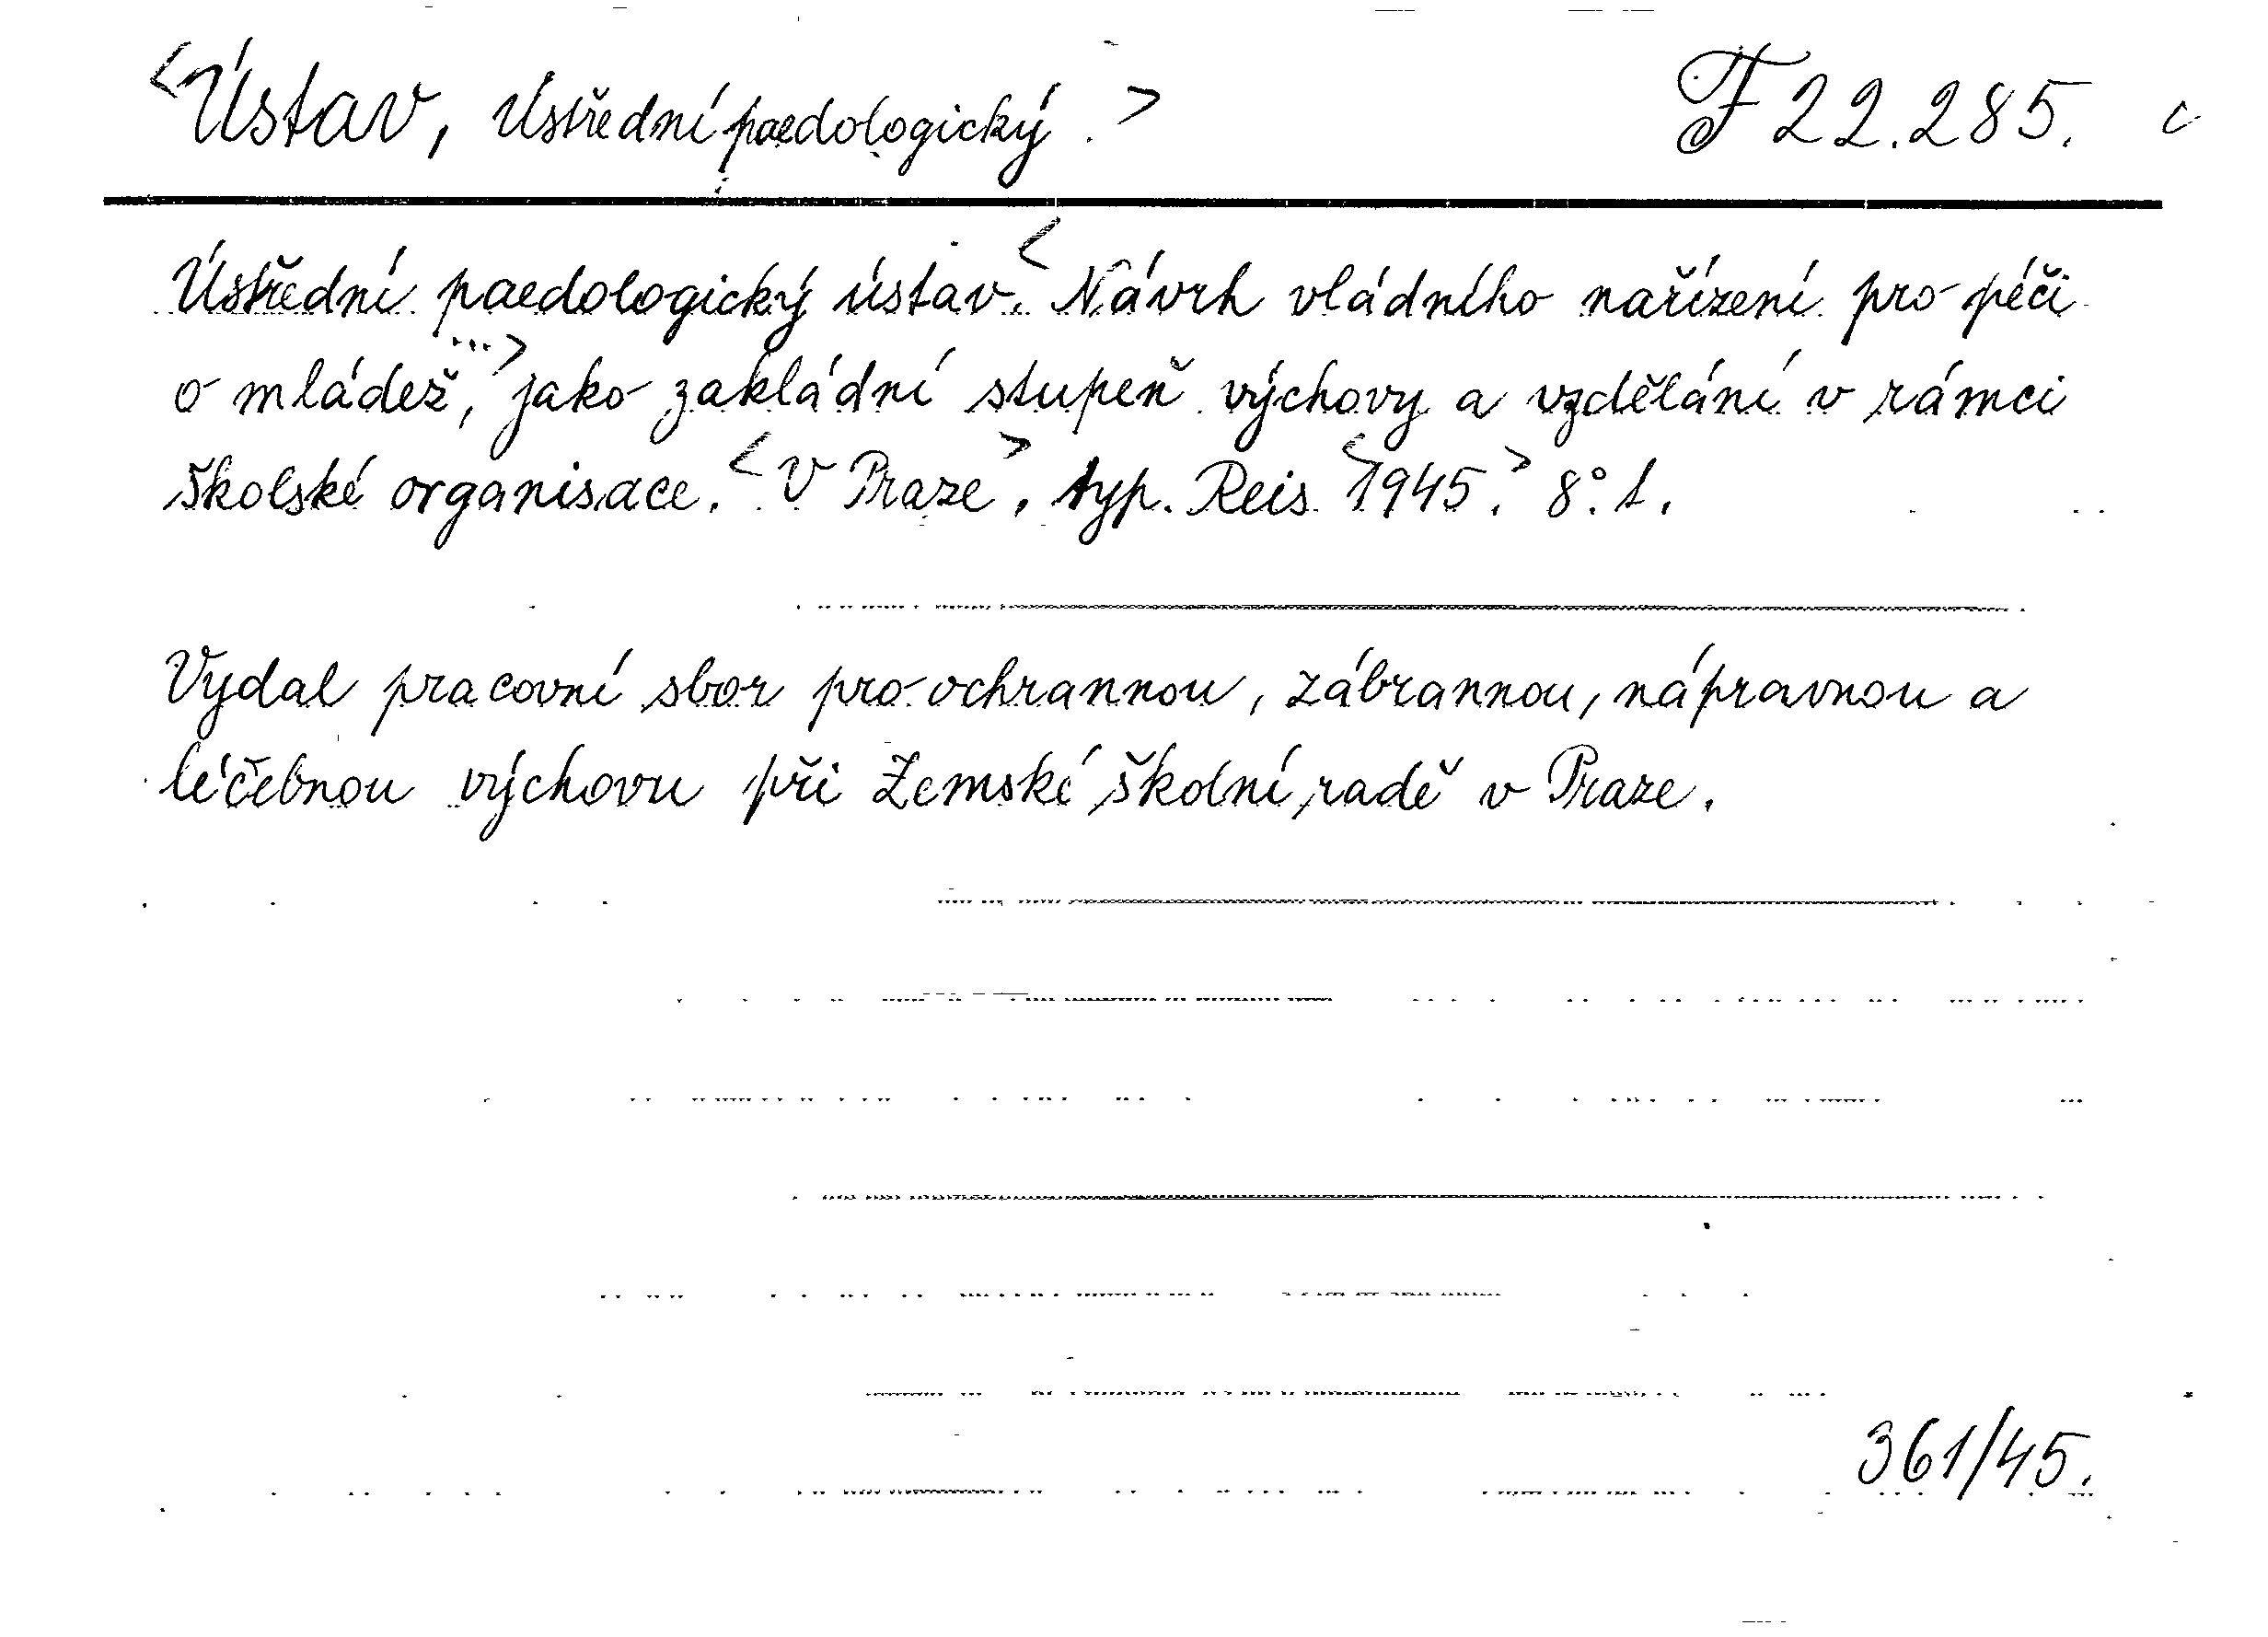 <Ústav, Ústřední paedologický.> F 22.285. c
Ústřední paedologický ústav. <Návrh vládního nařízení pro péči
o mládež, ...> jako základní stupeň výchovy a vzdělání v rámci
školské organisace. <V Praze>, typ. Reis <1945.> 8°. 1.
Vydal pracovní sbor pro ochrannou, zábrannou, nápravnou a
léčebnou výchovu při Zemské školní radě v Praze.
361/45.